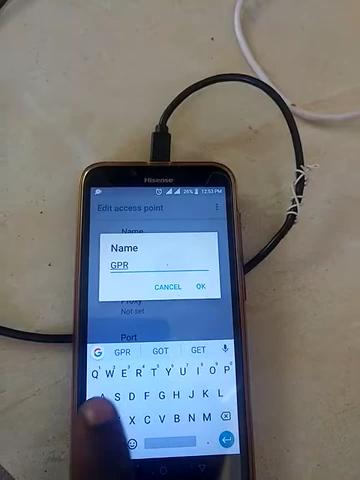 Hisense
26% 12:53 PM
Edit access point
Name
Name
GPR
CANCEL OK
Proxy
Not set
Port
G GPR GOT GET
Q W E R T Y U I O P
A S D F G H J K L
X C V B N M